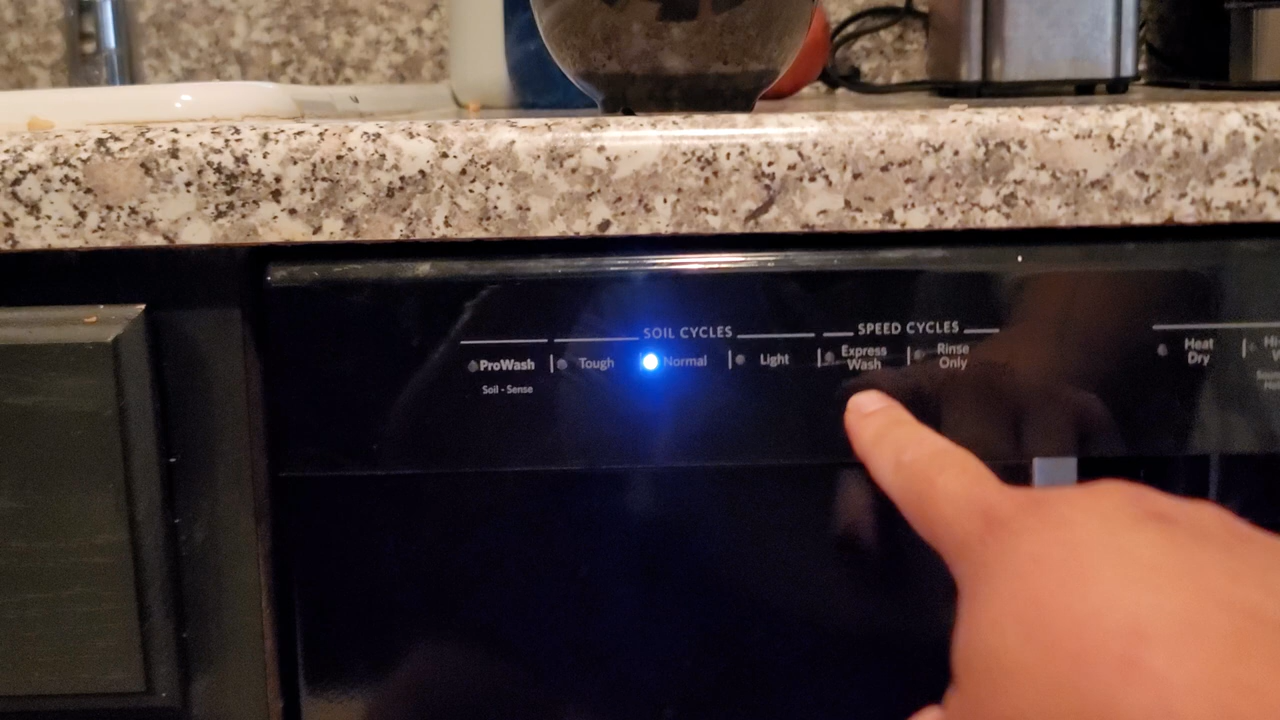 SOIL CYCLES
SPEED CYCLES
ProWash
Soil - Sense
Tough
Normal
Light
Express
Wash
Rinse
Only
Heat
Dry